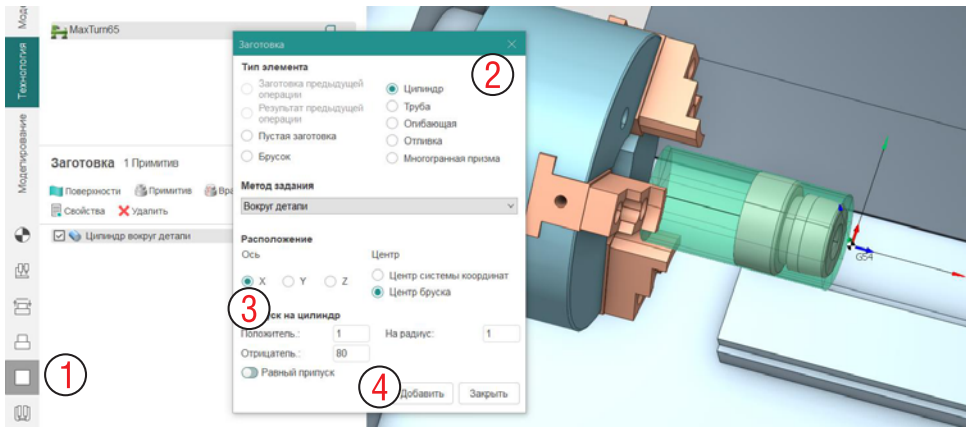 MaxTurn65
Технология
Моделирование
Заготовка 1 Примитив
Поверхности Примитив
Свойства Удалить
Цилиндр вокруг детали
1
Заготовка
2
Тип элемента
Заготовка предыдущей
операции
Результат предыдущей
операции
Пустая заготовка
Брусок
Цилиндр
Труба
Огибающая
Отливка
Многогранная призма
Метод задания
Вокруг детали
Расположение
Ось
X Y Z
Центр
Центр системы координат
Центр бруска
3
на цилиндр
Положитель.: 1 На радиус: 1
Отрицатель.: 80
Равный припуск
4
Добавить Закрыть
G54